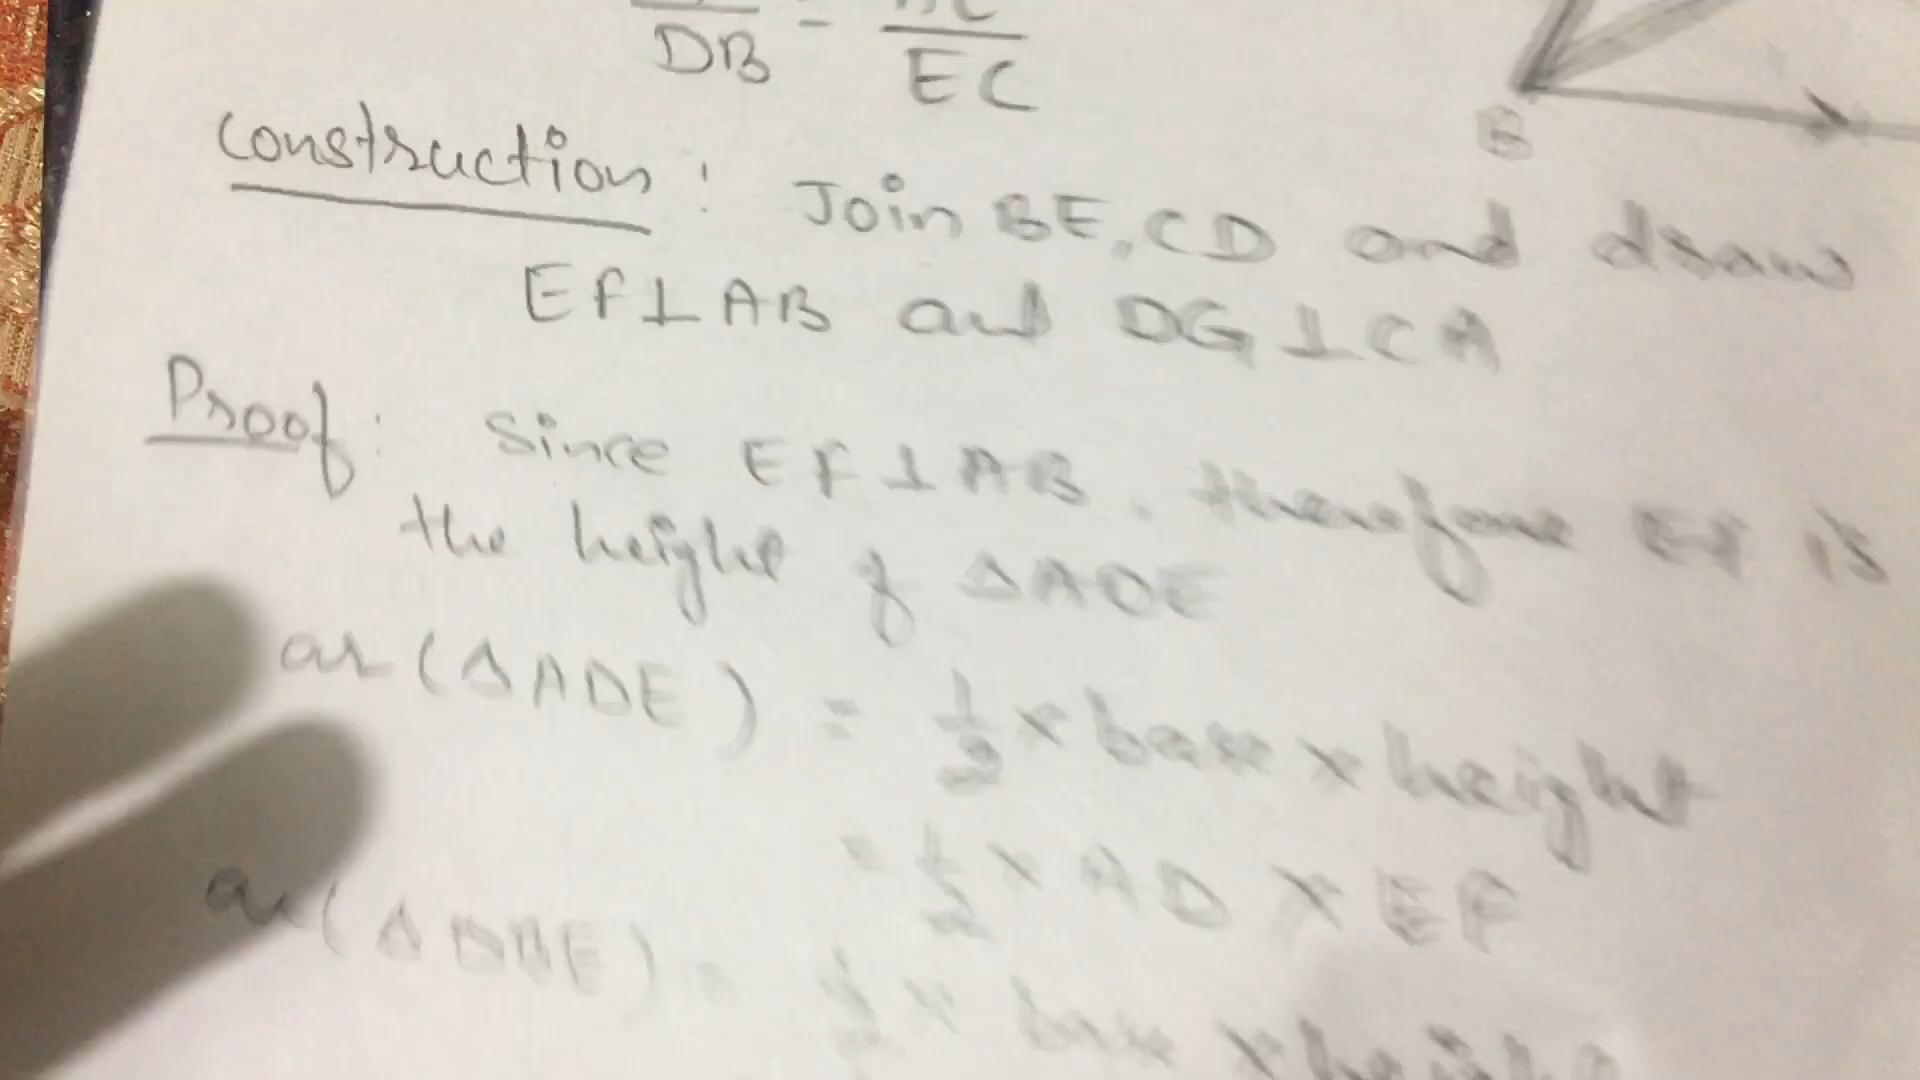 DB = EC
Construction : Join BE, CD and draw
EF⊥AB and DG⊥CA
Proof : Since EF⊥AB, therefore EF is
the height of ΔADE
ar(ΔADE) = 1/2 × base × height
= 1/2 × AD × EF
ar(ΔDBE) = 1/2 × base × height
B